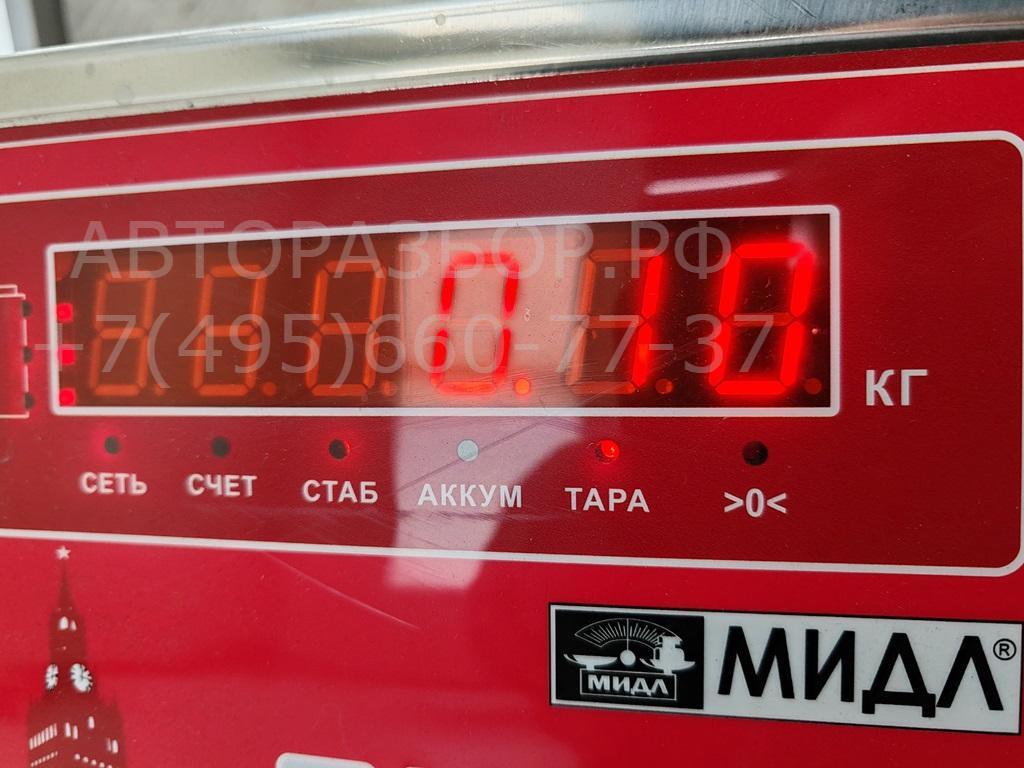 АВТОРАЗБОР.РФ
+7(495)660-77-37
0.10
КГ
СЕТЬ СЧЕТ СТАБ АККУМ ТАРА >0<
МИДЛ МИДЛ®